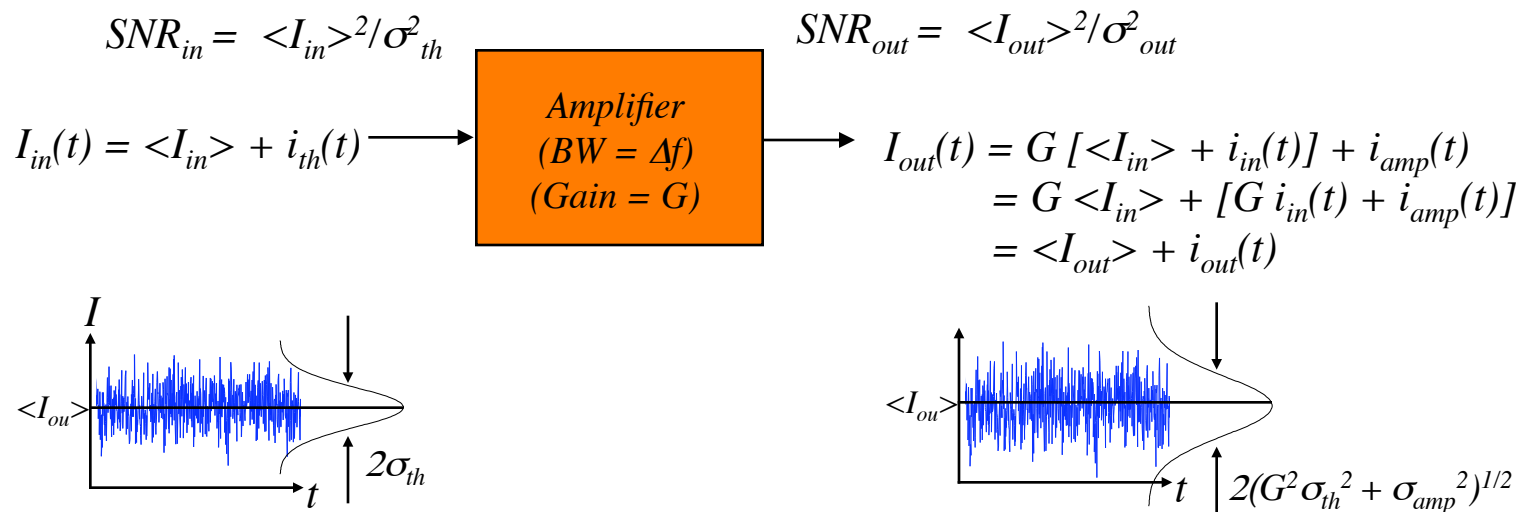 SNR_in = <I_in>²/σ²_th
SNR_out = <I_out>²/σ²_out
Amplifier
(BW = Δf)
(Gain = G)
I_in(t) = <I_in> + i_th(t)
I_out(t) = G [<I_in> + i_in(t)] + i_amp(t)
= G <I_in> + [G i_in(t) + i_amp(t)]
= <I_out> + i_out(t)
I
<I_ou>
2σ_th
t
<I_ou>
t
2(G²σ_th² + σ_amp²)^1/2